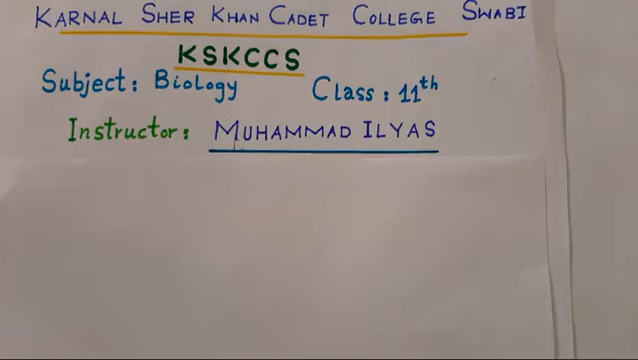 KARNAL SHER KHAN CADET COLLEGE SWABI
KSKCCS
Subject: Biology Class: 11th
Instructor: MUHAMMAD ILYAS